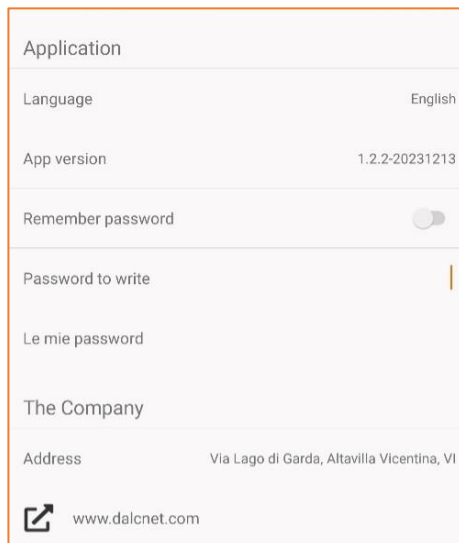 Application
Language English
App version 1.2.2-20231213
Remember password
Password to write
Le mie password
The Company
Address Via Lago di Garda, Altavilla Vicentina, VI
www.dalcnet.com